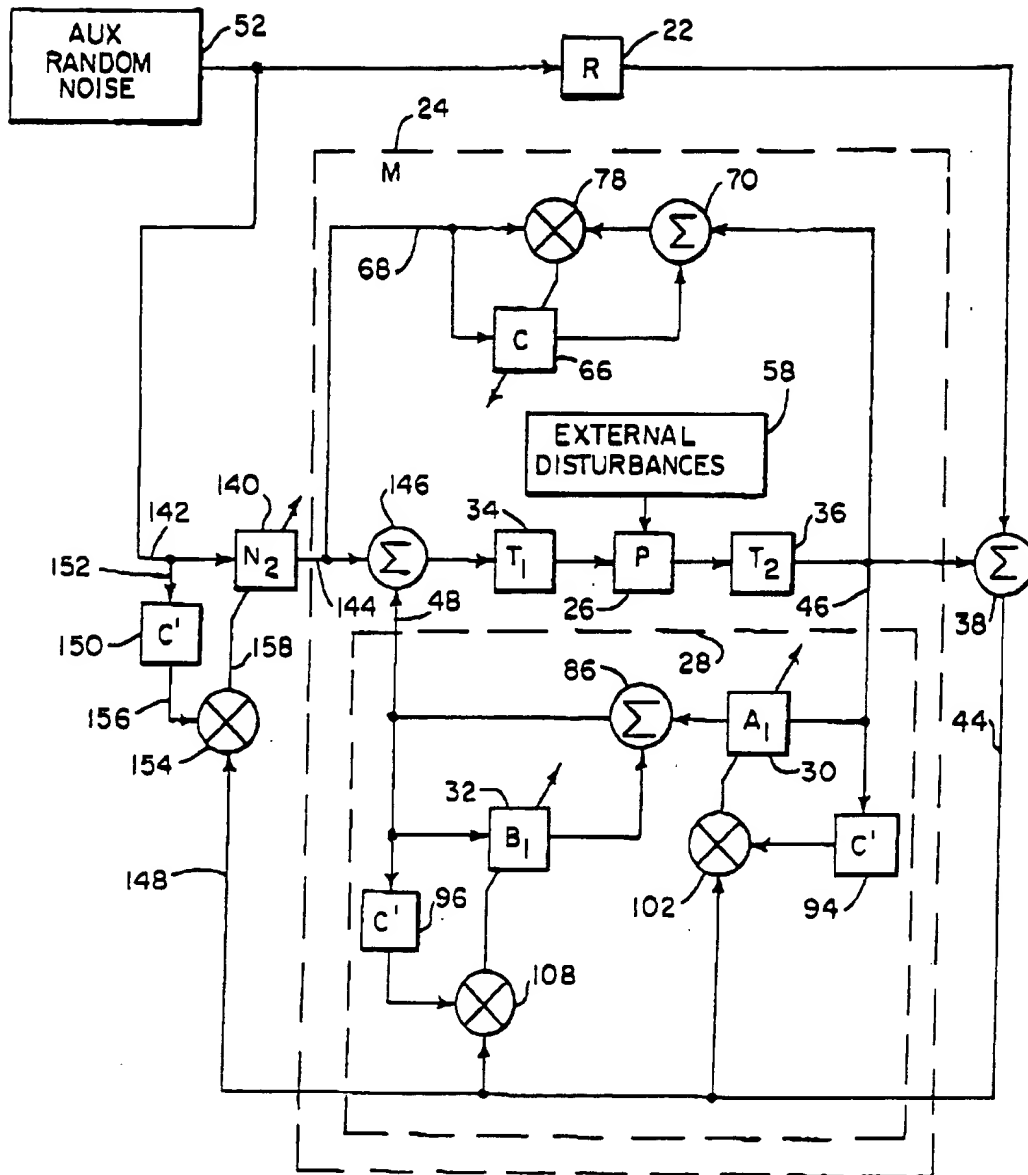 AUX
RANDOM
NOISE
52
22
R
24
M
78
70
Σ
68
C
66
58
EXTERNAL
DISTURBANCES
140
146
34
36
142
N2
Σ
T1
P
T2
Σ
152
144
48
26
46
38
C'
150
158
28
86
156
Σ
A1
44
154
30
32
B1
148
C'
96
102
C'
94
108